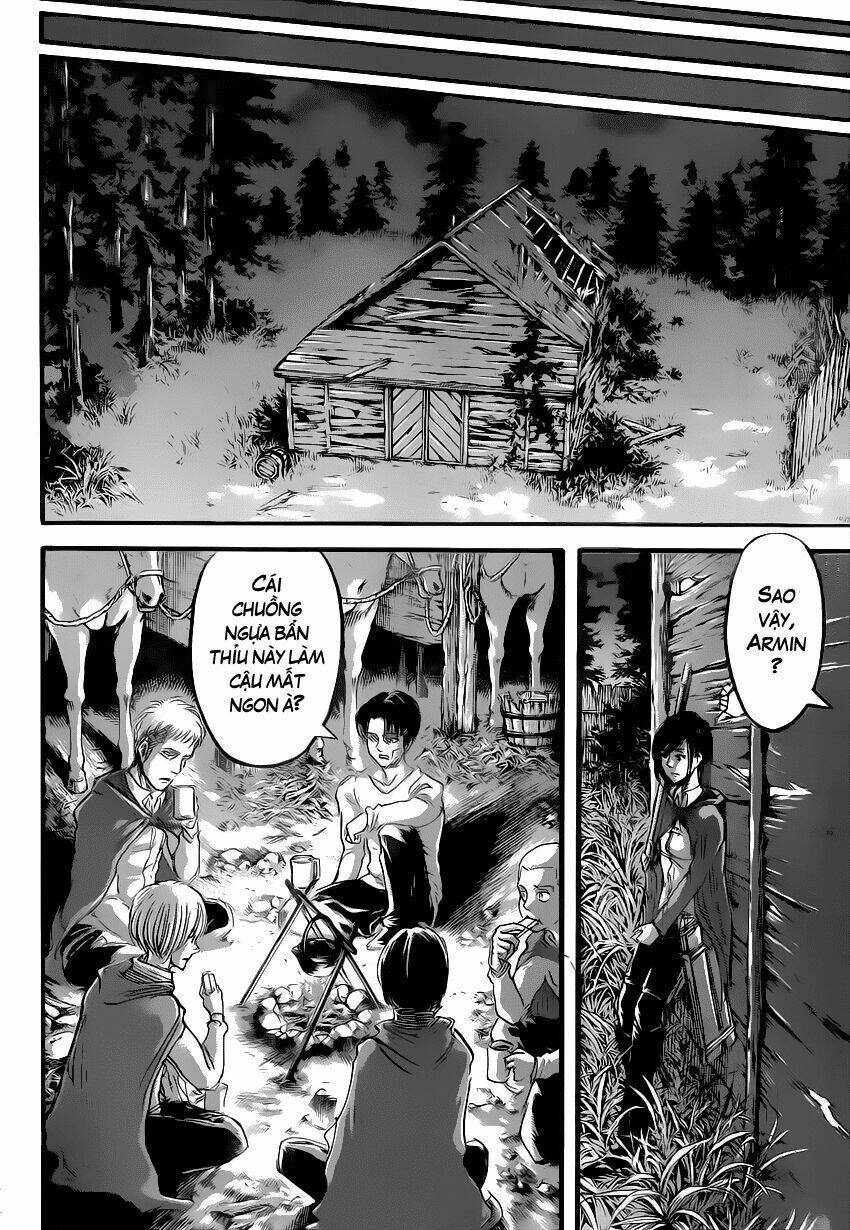 SAO
VẬY,
ARMIN
?
CÁI
CHUỒNG
NGỰA BẨN
THỈU NÀY LÀM
CẬU MẤT
NGON À?